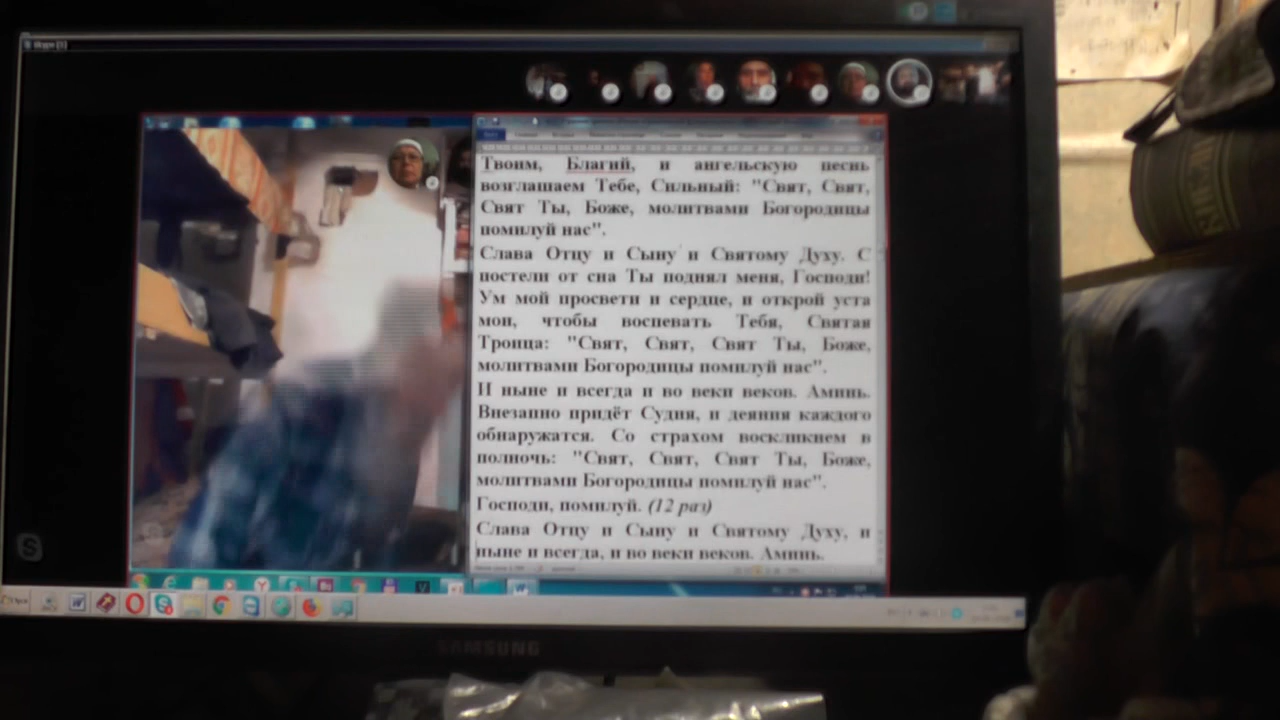 Skype [1]
Твоим, Благий, и ангельскую песнь
возглашаем Тебе, Сильный: "Свят, Свят,
Свят Ты, Боже, молитвами Богородицы
помилуй нас".
Слава Отцу и Сыну и Святому Духу. С
постели от сна Ты поднял меня, Господи!
Ум мой просвети и сердце, и открой уста
мои, чтобы воспевать Тебя, Святая
Троица: "Свят, Свят, Свят Ты, Боже,
молитвами Богородицы помилуй нас".
И ныне и всегда и во веки веков. Аминь.
Внезапно придёт Судия, и деяния каждого
обнаружатся. Со страхом воскликнем в
полночь: "Свят, Свят, Свят Ты, Боже,
молитвами Богородицы помилуй нас".
Господи, помилуй. (12 раз)
Слава Отцу и Сыну и Святому Духу, и
ныне и всегда, и во веки веков. Аминь.
SAMSUNG